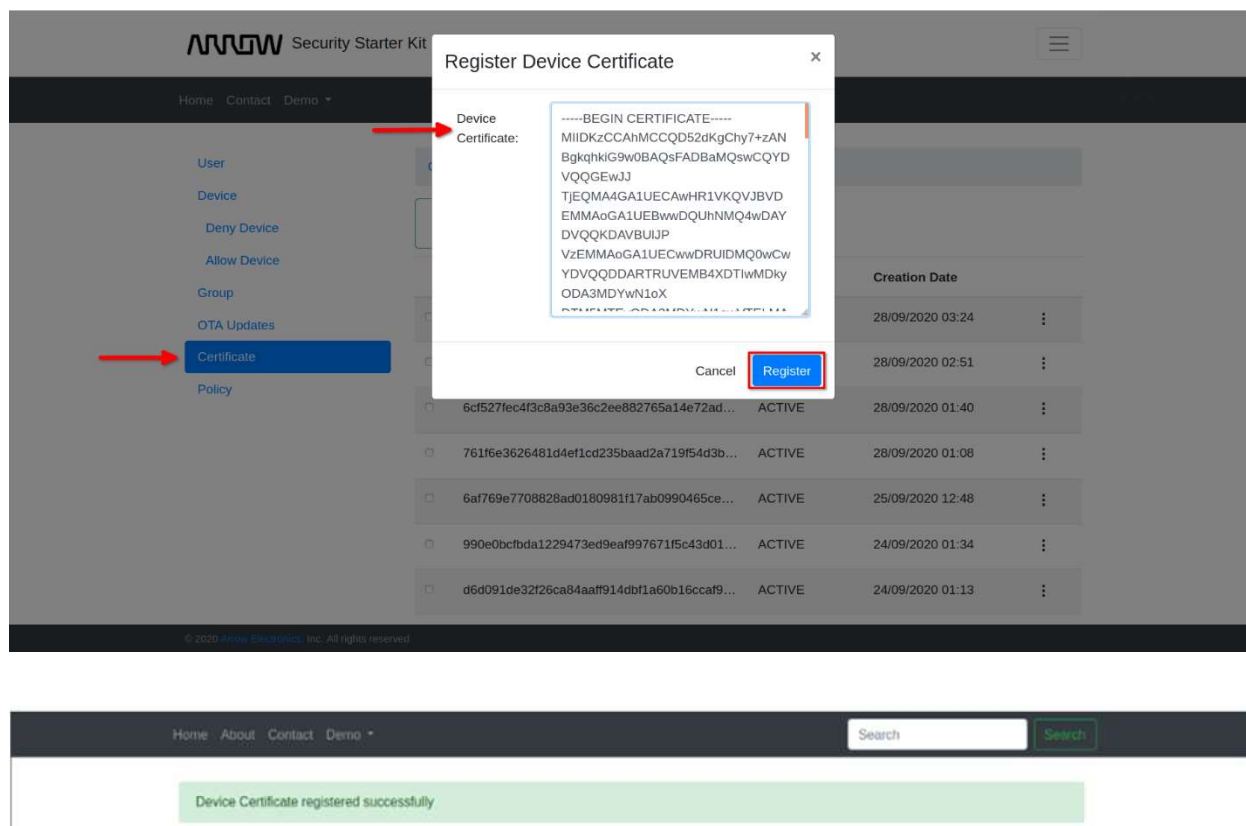 ARROW Security Starter Kit
Register Device Certificate ×
Home Contact Demo
Device Certificate:
-----BEGIN CERTIFICATE-----
MIIDKzCCAhMCCQD52dKgChy7+zAN
BgkqhkiG9w0BAQsFADBaMQswCQYD
VQQGEwJJ
TjEQMA4GA1UECAwHR1VKQVJBVD
EMMAoGA1UEBwwDQUhNMQ4wDAY
DVQQKDAVBUlJP
VzEMMAoGA1UECwwDRUlDMQ0wCw
YDVQQDDARTRUVEMB4XDTIwMDky
ODA3MDYwN1oX
Cancel Register
User
Device
Deny Device
Allow Device
Group
OTA Updates
Certificate
Policy
Creation Date
28/09/2020 03:24
28/09/2020 02:51
6cf527fec4f3c8a93e36c2ee882765a14e72ad... ACTIVE 28/09/2020 01:40
761f6e3626481d4ef1cd235baad2a719f54d3b... ACTIVE 28/09/2020 01:08
6af769e7708828ad0180981f17ab0990465ce... ACTIVE 25/09/2020 12:48
990e0bcfbda1229473ed9eaf997671f5c43d01... ACTIVE 24/09/2020 01:34
d6d091de32f26ca84aaff914dbf1a60b16ccaf9... ACTIVE 24/09/2020 01:13
© 2020 Arrow Electronics, Inc. All rights reserved
Home About Contact Demo Search Search
Device Certificate registered successfully